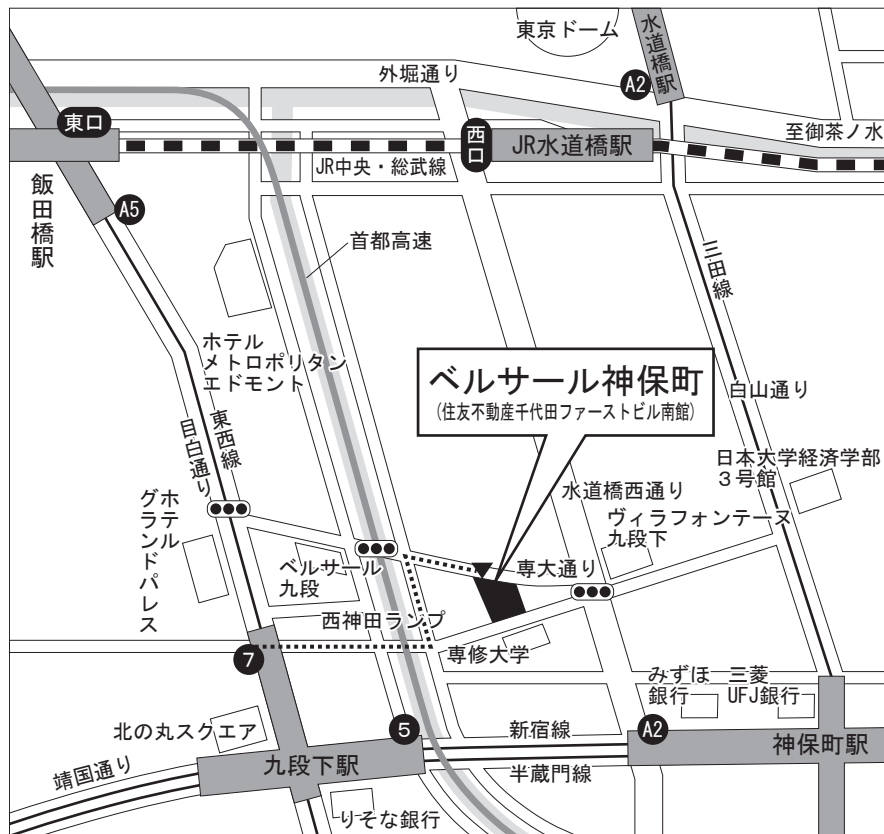 東京ドーム
水道橋駅
外堀通り
A2
東口
西口
JR水道橋駅
至御茶ノ水
JR中央・総武線
飯田橋駅
A5
首都高速
三田線
ホテル
メトロポリタン
エドモント
ベルサール神保町
(住友不動産千代田ファーストビル南館)
白山通り
東西線
目白通り
日本大学経済学部
3号館
水道橋西通り
ホテル
グランドパレス
ヴィラフォンテーヌ
九段下
ベルサール
九段
専大通り
西神田ランプ
専修大学
7
みずほ
銀行
三菱
UFJ銀行
北の丸スクエア
5
新宿線
A2
神保町駅
靖国通り
九段下駅
半蔵門線
りそな銀行